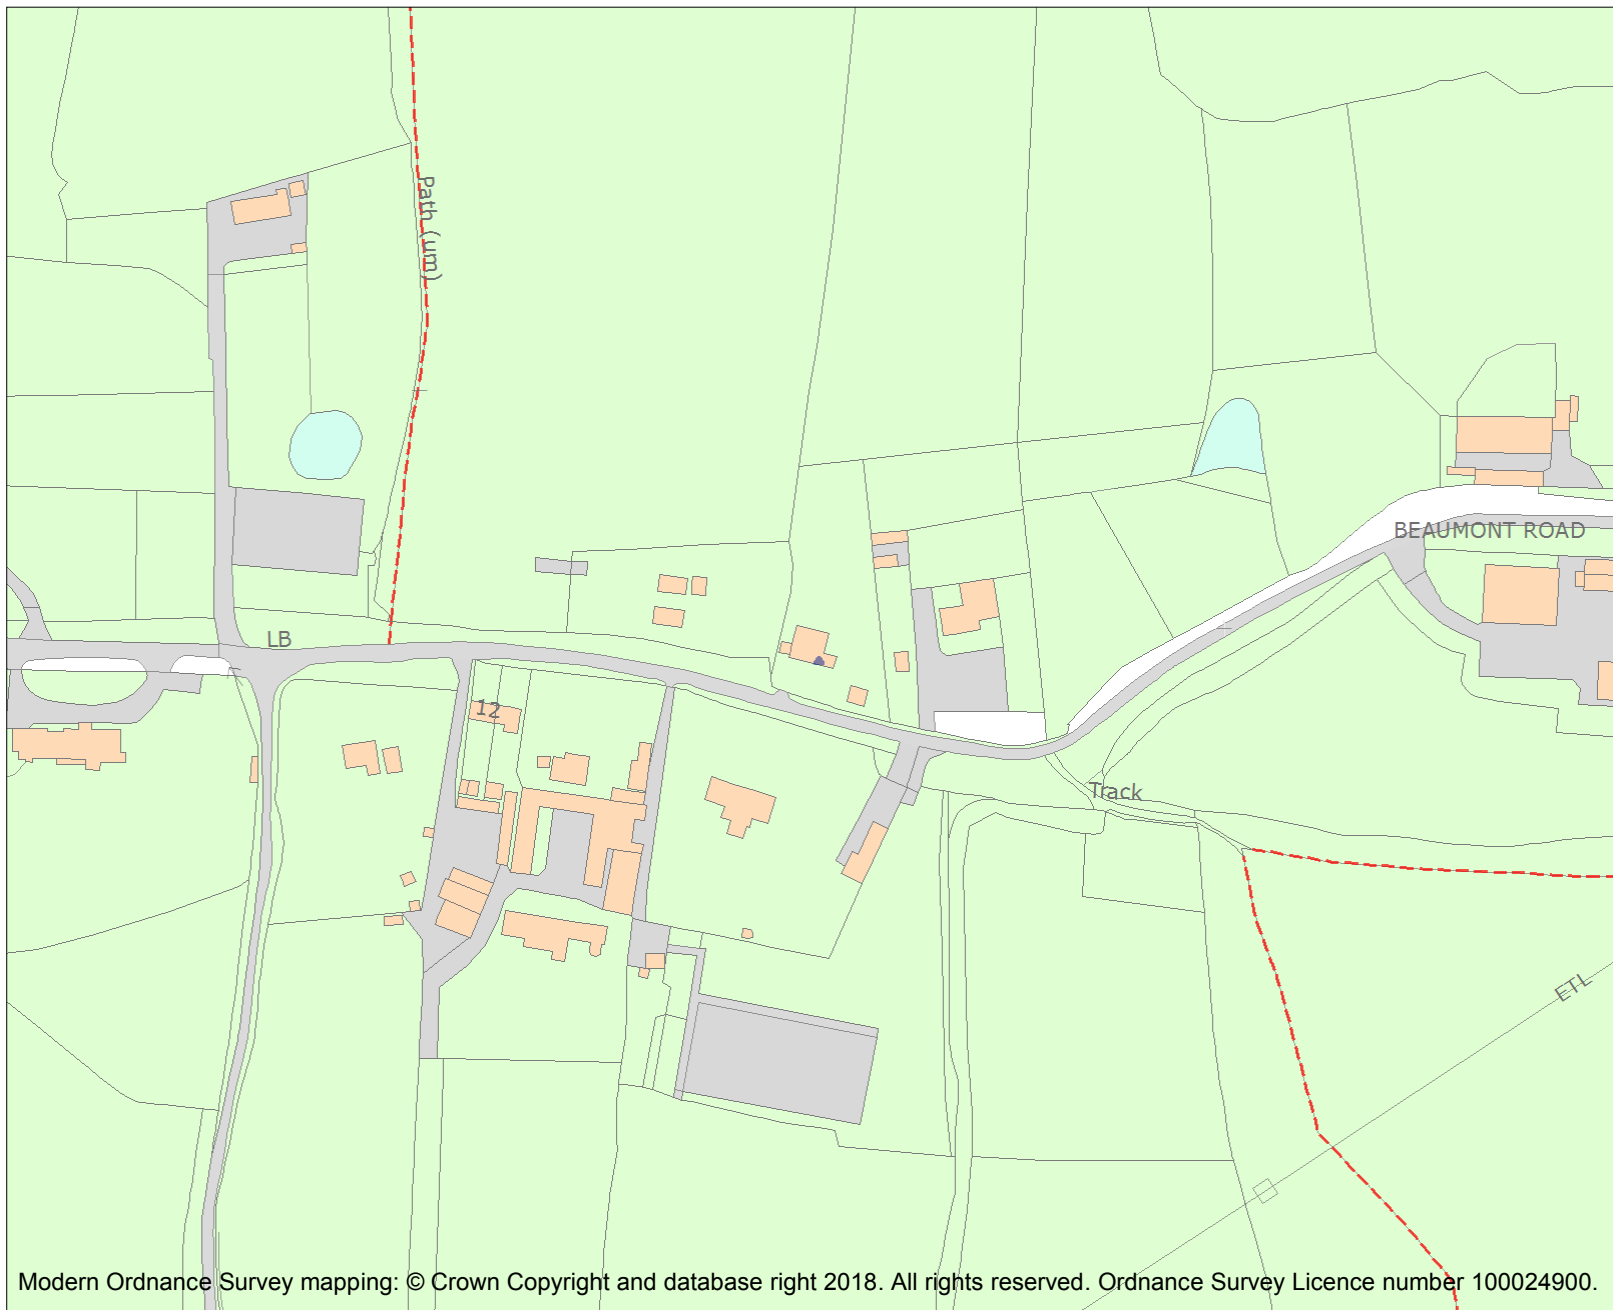 Path (um)
BEAUMONT ROAD
LB
12
Track
ETL
Modern Ordnance Survey mapping: © Crown Copyright and database right 2018. All rights reserved. Ordnance Survey Licence number 100024900.